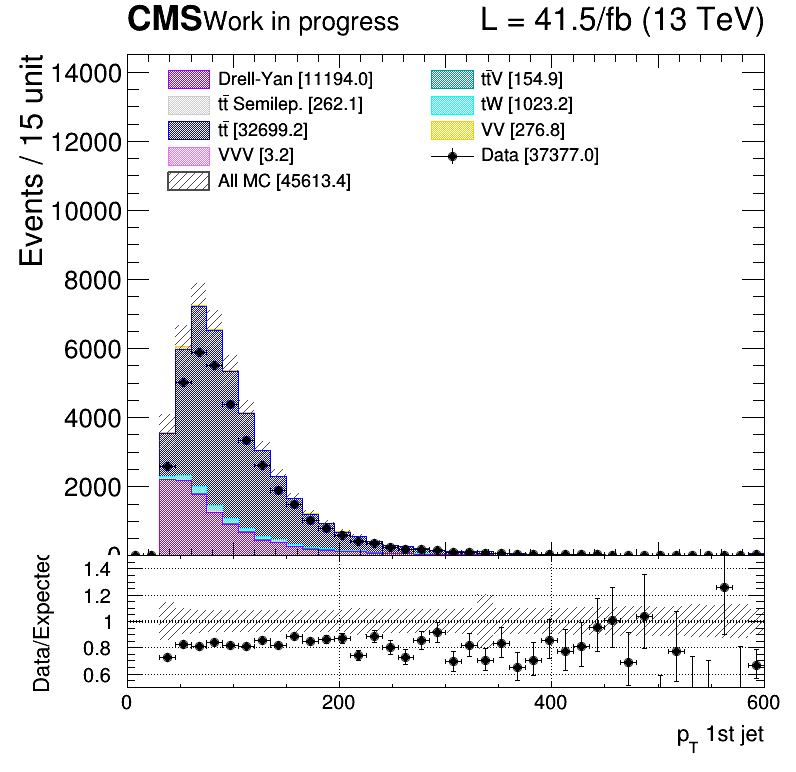 CMS Work in progress L = 41.5/fb (13 TeV)
Events / 15 unit
14000
12000
10000
8000
6000
4000
2000
0
Drell-Yan [11194.0]
tt̄ Semilep. [262.1]
tt̄ [32699.2]
VVV [3.2]
All MC [45613.4]
tt̄V [154.9]
tW [1023.2]
VV [276.8]
Data [37377.0]
Data/Expected
1.4
1.2
1
0.8
0.6
0 200 400 600
p_T 1st jet